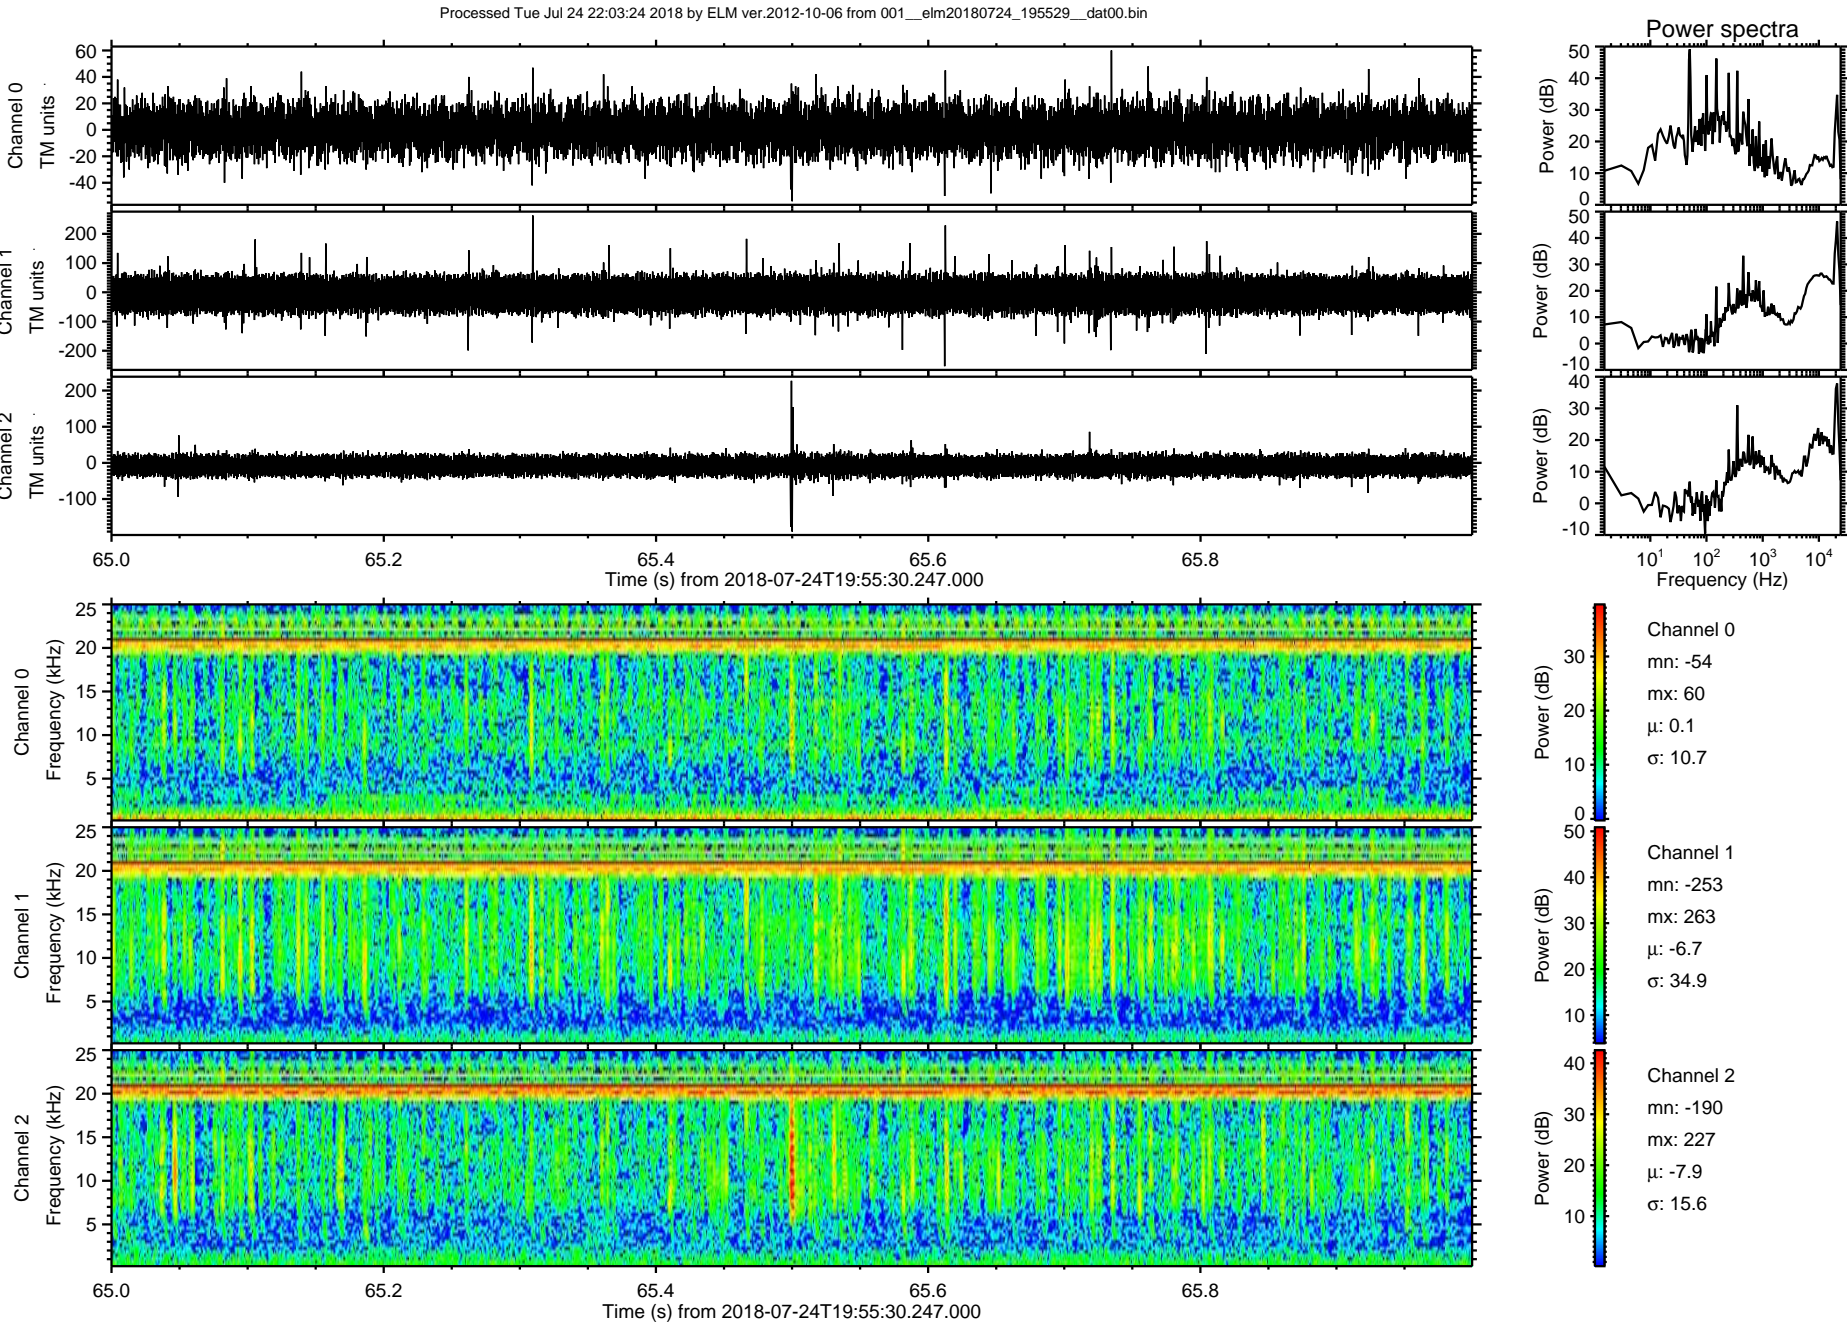 Processed Tue Jul 24 22:03:24 2018 by ELM ver.2012-10-06 from 001__elm20180724_195529__dat00.bin
Power spectra
Channel 0
TM units
60
40
20
0
-20
-40
Power (dB)
50
40
30
20
10
0
Channel 1
TM units
200
100
0
-100
-200
Power (dB)
50
40
30
20
10
0
-10
Channel 2
TM units
200
100
0
-100
Power (dB)
40
30
20
10
0
-10
65.0 65.2 65.4 65.6 65.8
Time (s) from 2018-07-24T19:55:30.247.000
10¹ 10² 10³ 10⁴
Frequency (Hz)
Channel 0
Frequency (kHz)
25
20
15
10
5
Power (dB)
30
20
10
0
Channel 0
mn: -54
mx: 60
μ: 0.1
σ: 10.7
Channel 1
Frequency (kHz)
25
20
15
10
5
Power (dB)
50
40
30
20
10
Channel 1
mn: -253
mx: 263
μ: -6.7
σ: 34.9
Channel 2
Frequency (kHz)
25
20
15
10
5
Power (dB)
40
30
20
10
Channel 2
mn: -190
mx: 227
μ: -7.9
σ: 15.6
65.0 65.2 65.4 65.6 65.8
Time (s) from 2018-07-24T19:55:30.247.000